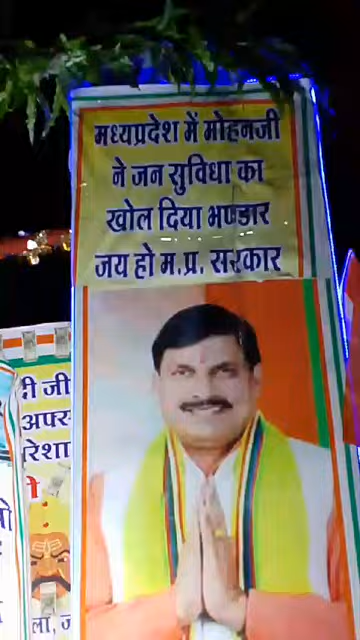 मध्यप्रदेश में मोहनजी
ने जन सुविधा का
खोल दिया भण्डार
जय हो म.प्र. सरकार
दी जी
अपर
रेशा
ला, ज